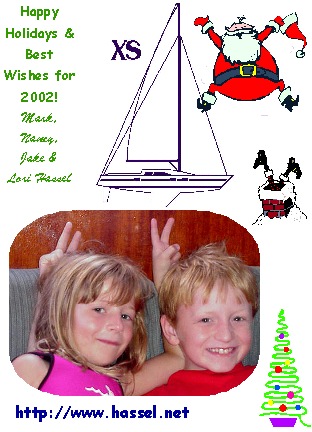 Happy
Holidays &
Best
Wishes for
2002!
Mark,
Nancy,
Jake &
Lori Hassel
XS
http://www.hassel.net